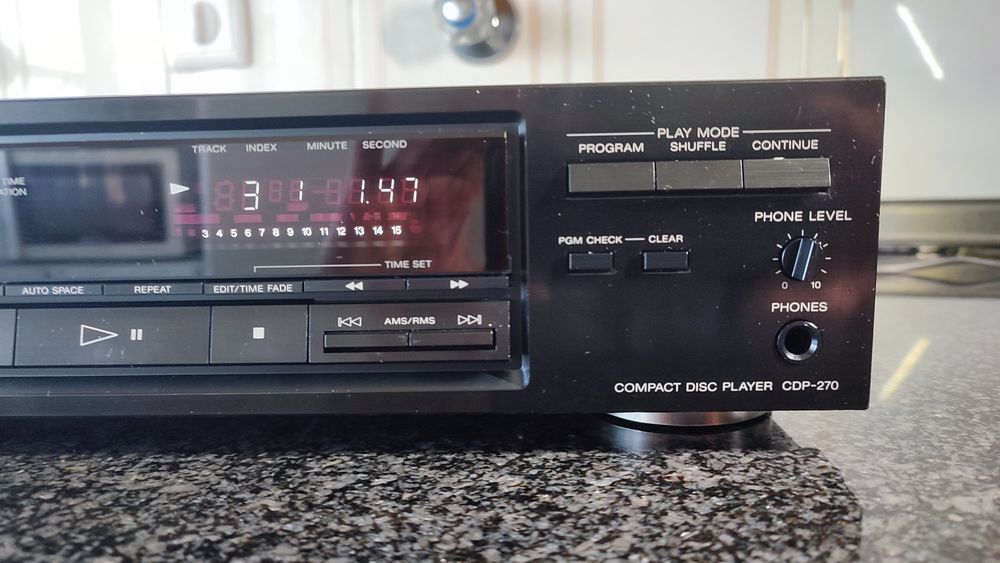 TRACK INDEX MINUTE SECOND
TIME
3 1 1.47
3 4 5 6 7 8 9 10 11 12 13 14 15
TIME SET
AUTO SPACE REPEAT EDIT/TIME FADE
AMS/RMS
PLAY MODE
PROGRAM SHUFFLE CONTINUE
PGM CHECK CLEAR
PHONE LEVEL
0 10
PHONES
COMPACT DISC PLAYER CDP-270